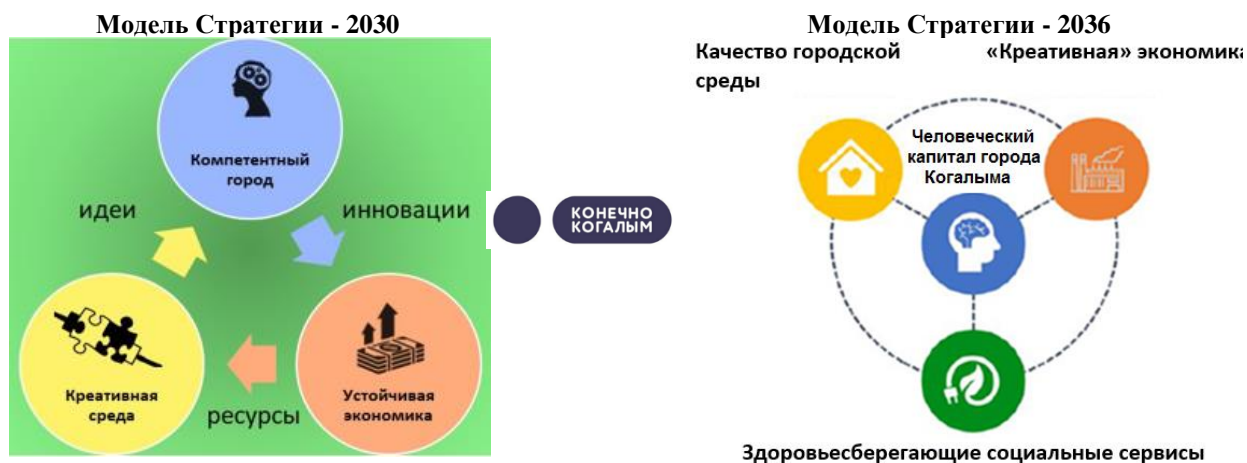 Модель Стратегии - 2030
Компетентный
город
идеи
инновации
Креативная
среда
ресурсы
Устойчивая
экономика
КОНЕЧНО
КОГАЛЫМ
Модель Стратегии - 2036
Качество городской
среды
«Креативная» экономика
Человеческий
капитал города
Когалыма
Здоровьесберегающие социальные сервисы